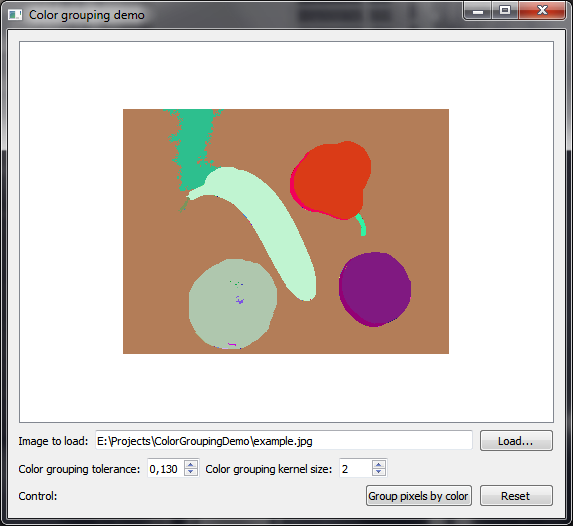 Color grouping demo
Image to load: E:\Projects\ColorGroupingDemo\example.jpg Load...
Color grouping tolerance: 0,130 Color grouping kernel size: 2
Control: Group pixels by color Reset